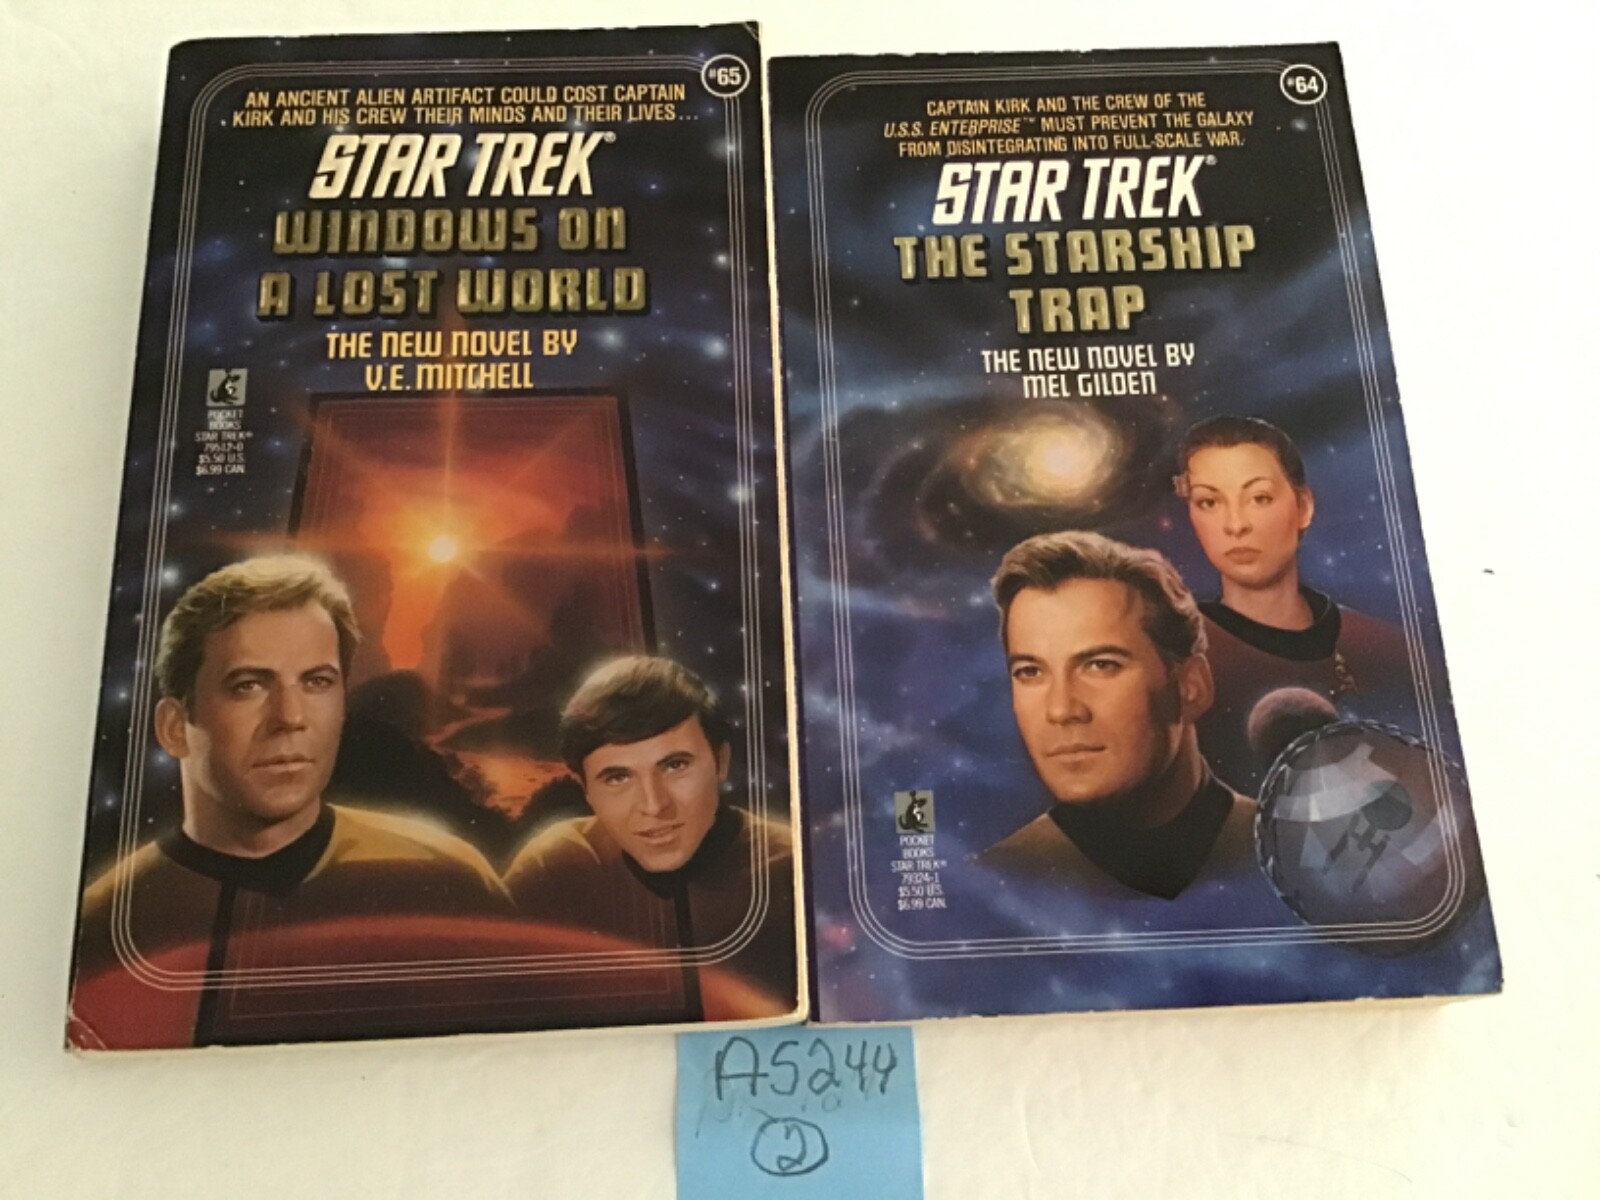 #65
AN ANCIENT ALIEN ARTIFACT COULD COST CAPTAIN
KIRK AND HIS CREW THEIR MINDS AND THEIR LIVES...
STAR TREK®
WINDOWS ON
A LOST WORLD
THE NEW NOVEL BY
V.E. MITCHELL
POCKET
BOOKS
STAR TREK®
79512-0
$5.50 U.S.
$6.99 CAN.
#64
CAPTAIN KIRK AND THE CREW OF THE
U.S.S. ENTERPRISE™ MUST PREVENT THE GALAXY
FROM DISINTEGRATING INTO FULL-SCALE WAR.
STAR TREK®
THE STARSHIP
TRAP
THE NEW NOVEL BY
MEL GILDEN
POCKET
BOOKS
STAR TREK®
79324-1
$5.50 U.S.
$6.99 CAN.
A5244
2